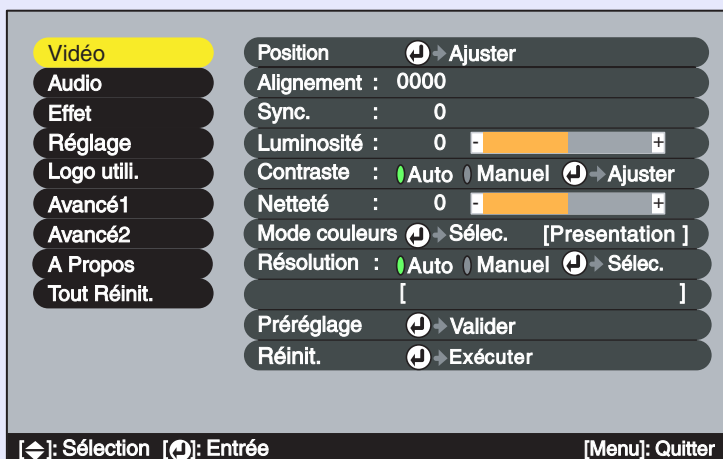 Vidéo
Audio
Effet
Réglage
Logo utili.
Avancé1
Avancé2
A Propos
Tout Réinit.
Position Ajuster
Alignement : 0000
Sync. : 0
Luminosité : 0 - +
Contraste : Auto Manuel Ajuster
Netteté : 0 - +
Mode couleurs Sélec. [Presentation ]
Résolution : Auto Manuel Sélec.
[ ]
Préréglage Valider
Réinit. Exécuter
[ ]: Sélection [ ]: Entrée [Menu]: Quitter